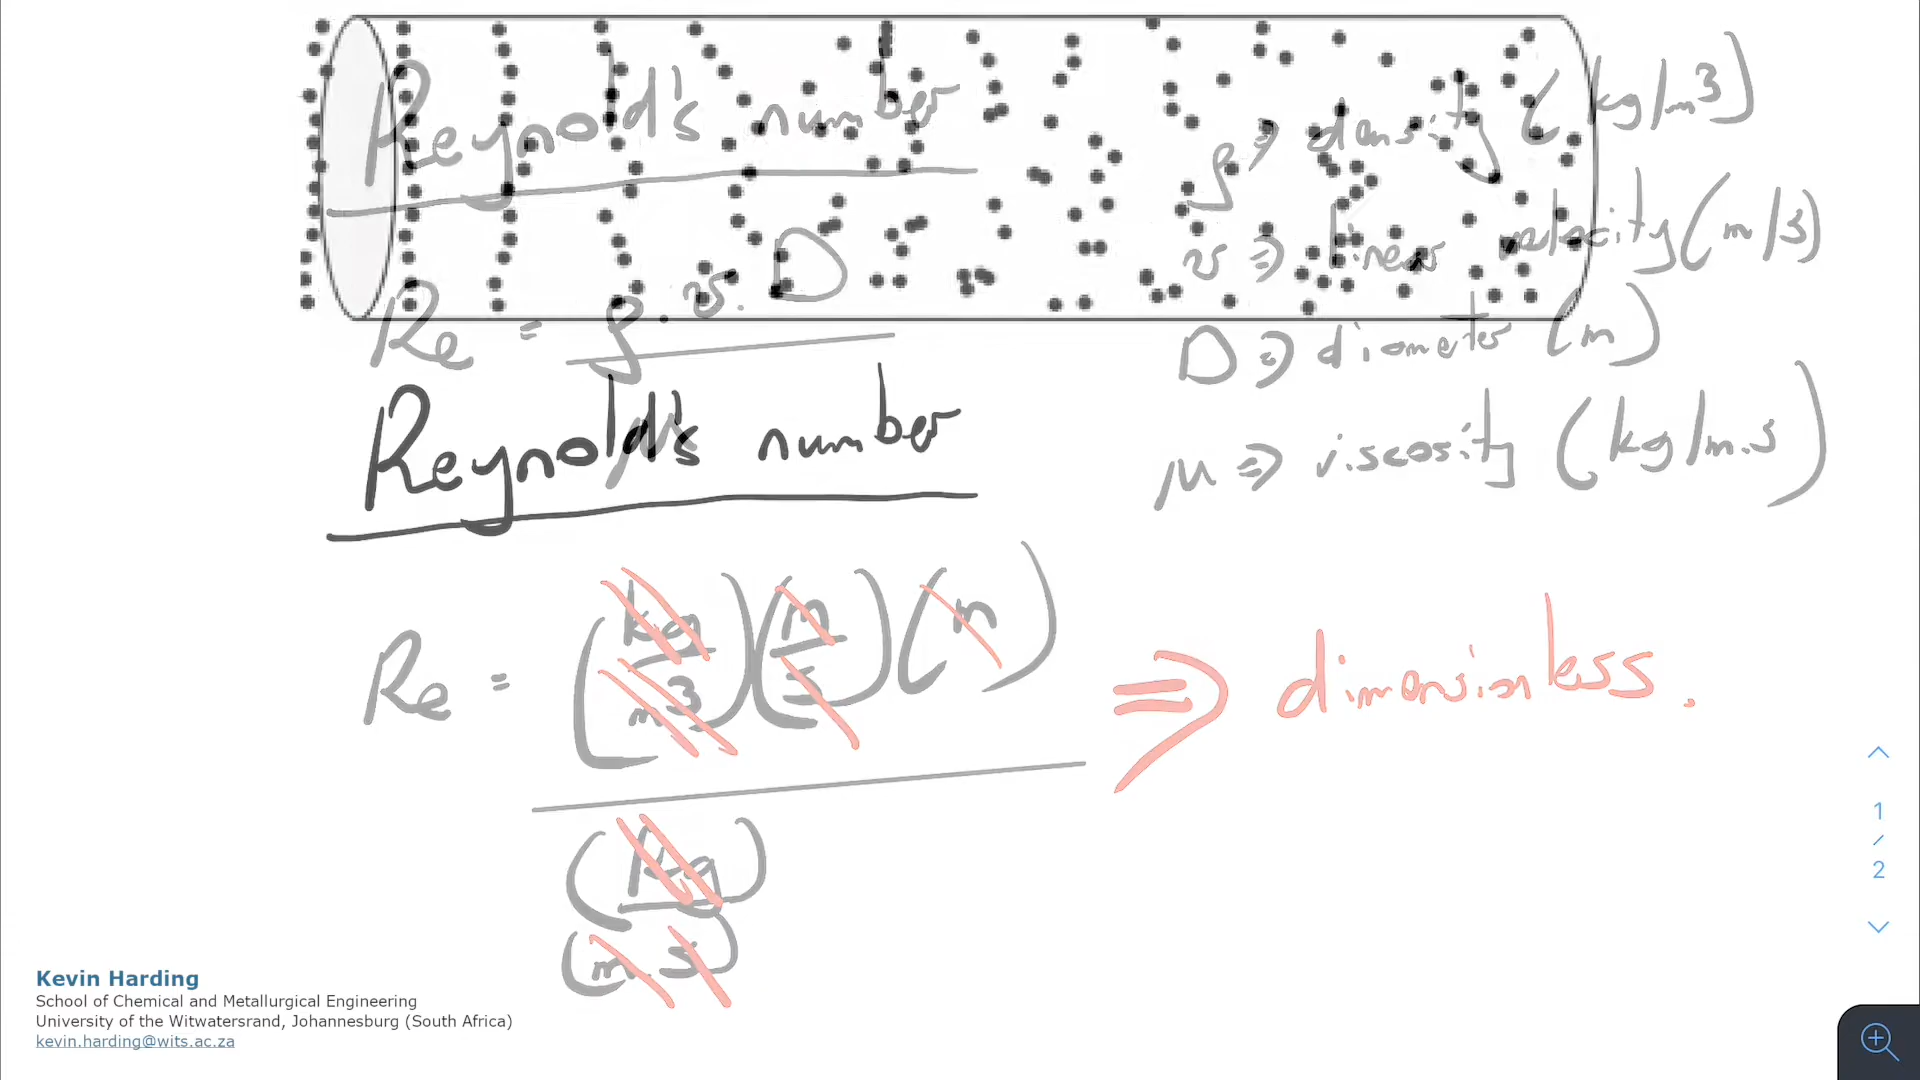 Reynold's number
ρ ⇒ density (kg/m3)
v ⇒ linear velocity (m/s)
Re = ρ.v.D
D ⇒ diameter (m)
μ
Reynold's number
μ ⇒ viscosity (kg/m.s)
Re = (kg/m3)(m/s)(m) ⇒ dimensionless.
(kg)
(m.s)
1
/
2
Kevin Harding
School of Chemical and Metallurgical Engineering
University of the Witwatersrand, Johannesburg (South Africa)
kevin.harding@wits.ac.za